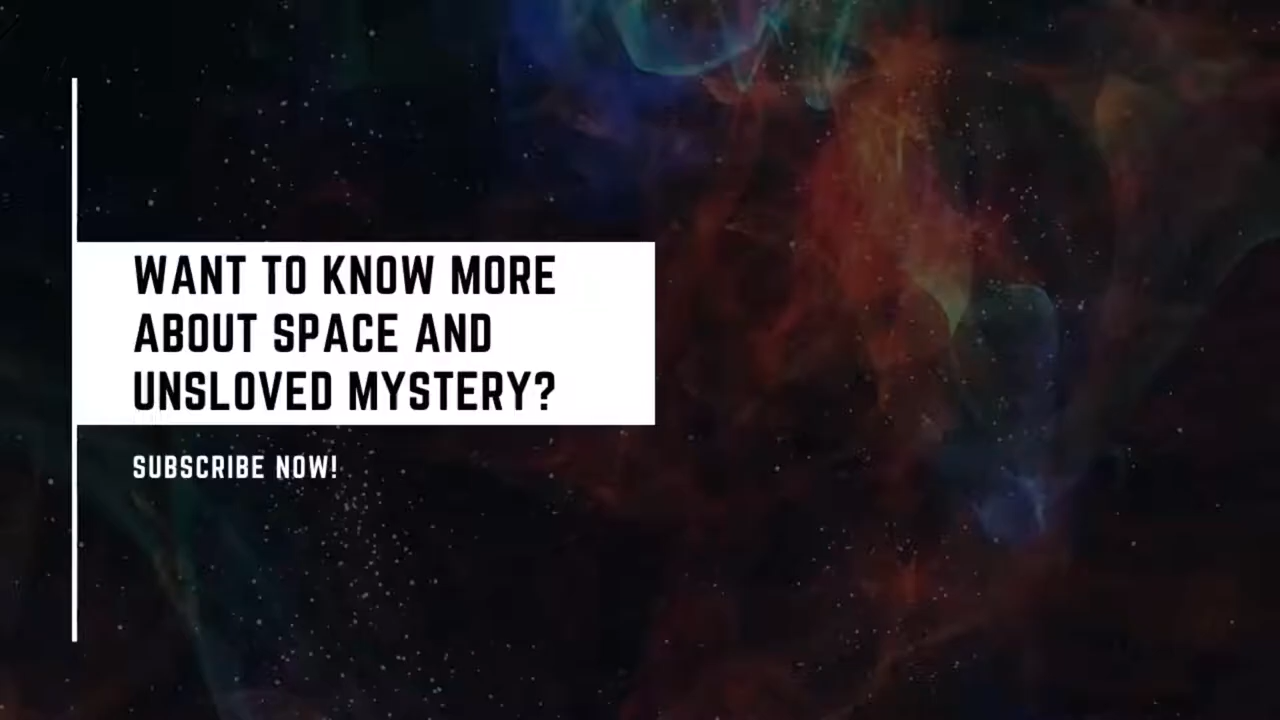 WANT TO KNOW MORE
ABOUT SPACE AND
UNSLOVED MYSTERY?
SUBSCRIBE NOW!